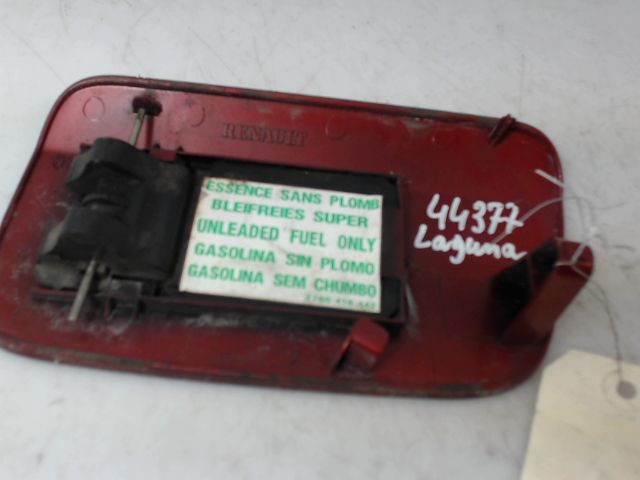 RENAULT
ESSENCE SANS PLOMB
BLEIFREIES SUPER
UNLEADED FUEL ONLY
GASOLINA SIN PLOMO
GASOLINA SEM CHUMBO
44377
Laguna